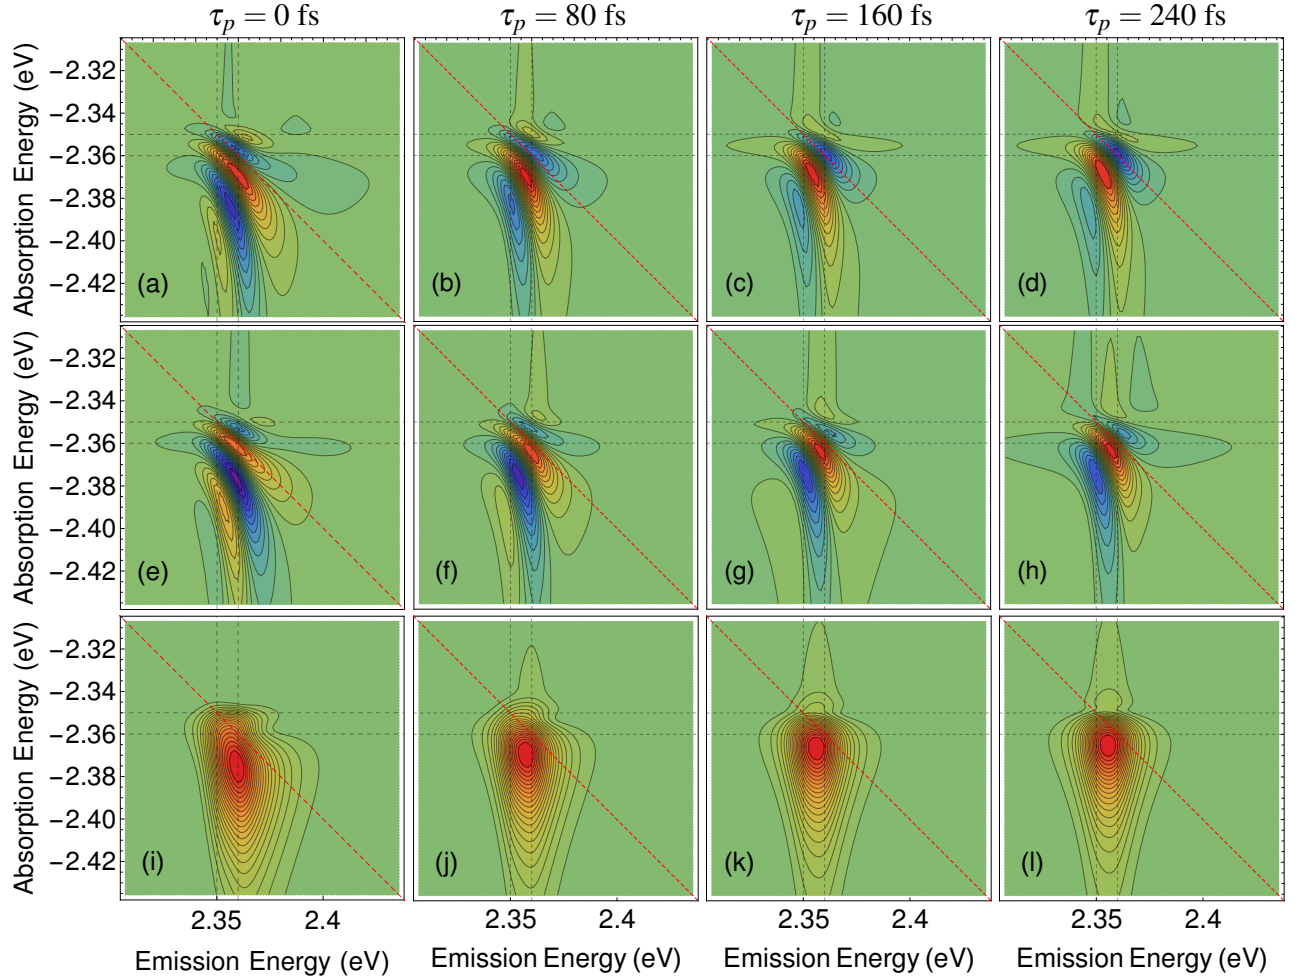 τp = 0 fs τp = 80 fs τp = 160 fs τp = 240 fs
Absorption Energy (eV)
−2.32
−2.34
−2.36
−2.38
−2.40
−2.42
(a) (b) (c) (d)
Absorption Energy (eV)
−2.32
−2.34
−2.36
−2.38
−2.40
−2.42
(e) (f) (g) (h)
Absorption Energy (eV)
−2.32
−2.34
−2.36
−2.38
−2.40
−2.42
(i) (j) (k) (l)
2.35 2.4 2.35 2.4 2.35 2.4 2.35 2.4
Emission Energy (eV) Emission Energy (eV) Emission Energy (eV) Emission Energy (eV)